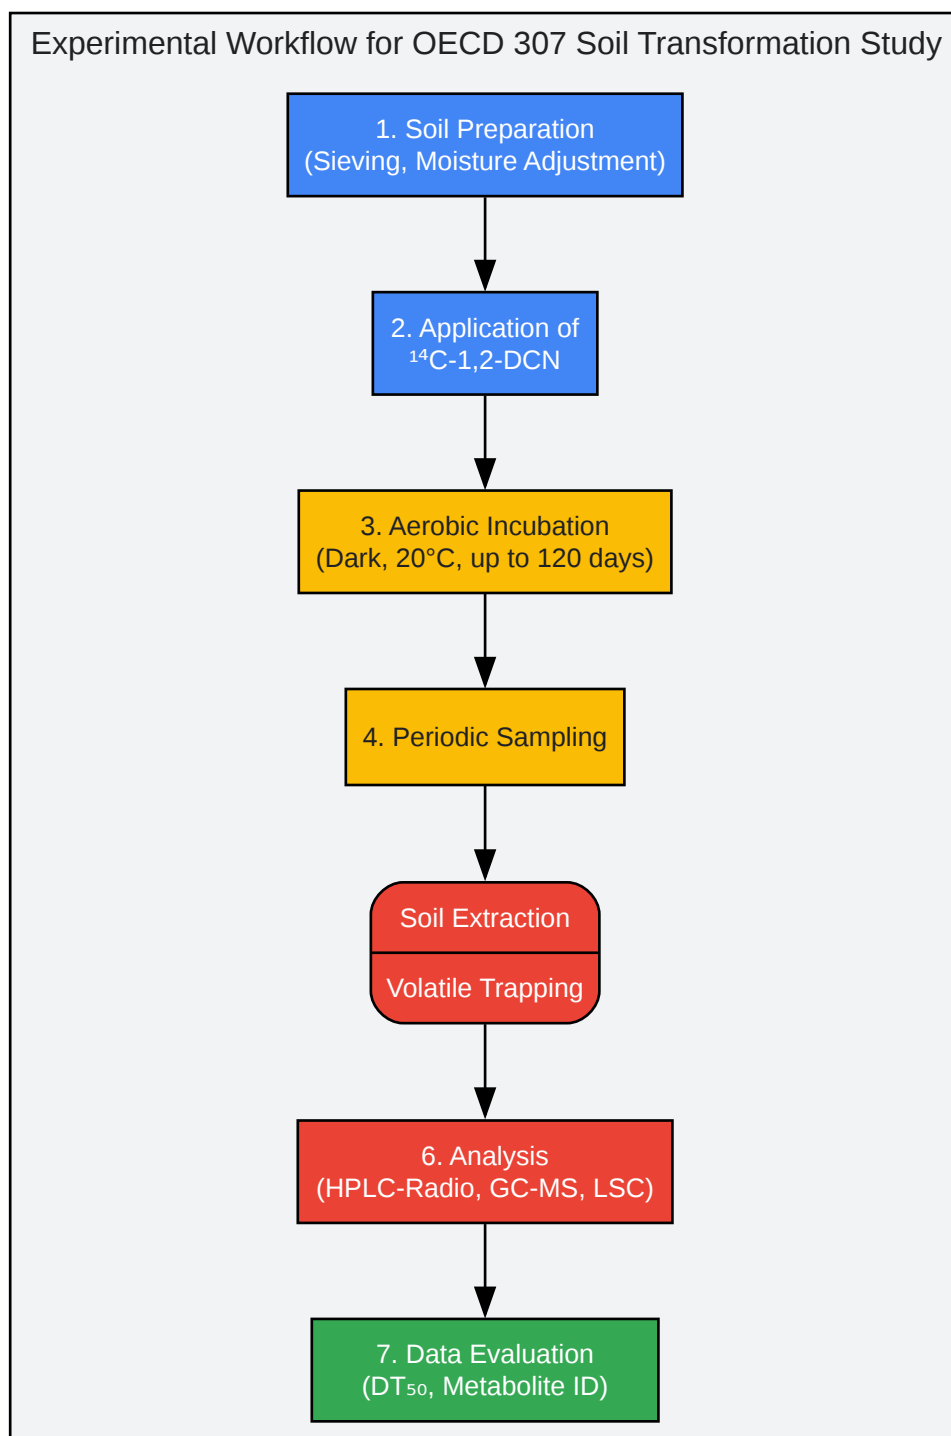 Experimental Workflow for OECD 307 Soil Transformation Study
1. Soil Preparation
(Sieving, Moisture Adjustment)
2. Application of
¹⁴C-1,2-DCN
3. Aerobic Incubation
(Dark, 20°C, up to 120 days)
4. Periodic Sampling
Soil Extraction
Volatile Trapping
6. Analysis
(HPLC-Radio, GC-MS, LSC)
7. Data Evaluation
(DT₅₀, Metabolite ID)